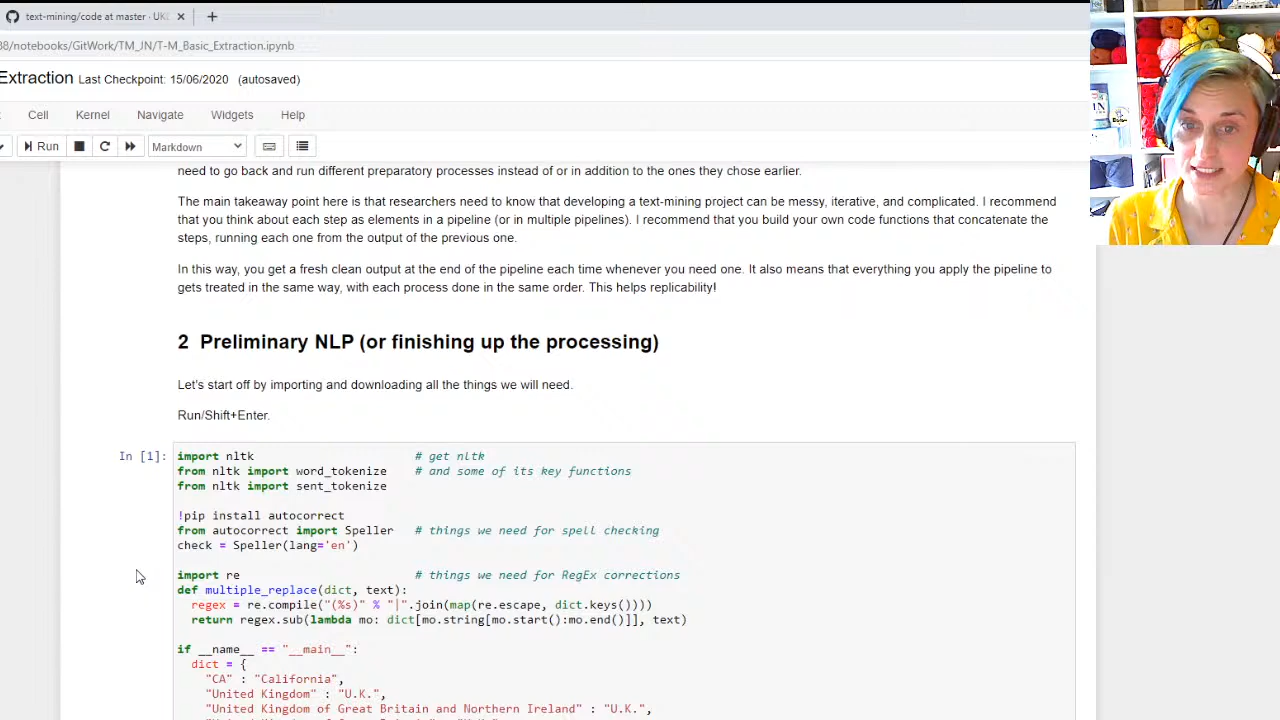 text-mining/code at master · UK
38/notebooks/GitWork/TM_JN/T-M_Basic_Extraction.ipynb
Extraction Last Checkpoint: 15/06/2020 (autosaved)
Cell Kernel Navigate Widgets Help
Run Markdown
need to go back and run different preparatory processes instead of or in addition to the ones they chose earlier.
The main takeaway point here is that researchers need to know that developing a text-mining project can be messy, iterative, and complicated. I recommend
that you think about each step as elements in a pipeline (or in multiple pipelines). I recommend that you build your own code functions that concatenate the
steps, running each one from the output of the previous one.
In this way, you get a fresh clean output at the end of the pipeline each time whenever you need one. It also means that everything you apply the pipeline to
gets treated in the same way, with each process done in the same order. This helps replicability!
2 Preliminary NLP (or finishing up the processing)
Let's start off by importing and downloading all the things we will need.
Run/Shift+Enter.
In [1]: import nltk # get nltk
from nltk import word_tokenize # and some of its key functions
from nltk import sent_tokenize
!pip install autocorrect
from autocorrect import Speller # things we need for spell checking
check = Speller(lang='en')
import re # things we need for RegEx corrections
def multiple_replace(dict, text):
regex = re.compile("(%s)" % "|".join(map(re.escape, dict.keys())))
return regex.sub(lambda mo: dict[mo.string[mo.start():mo.end()]], text)
if __name__ == "__main__":
dict = {
"CA" : "California",
"United Kingdom" : "U.K.",
"United Kingdom of Great Britain and Northern Ireland" : "U.K.",